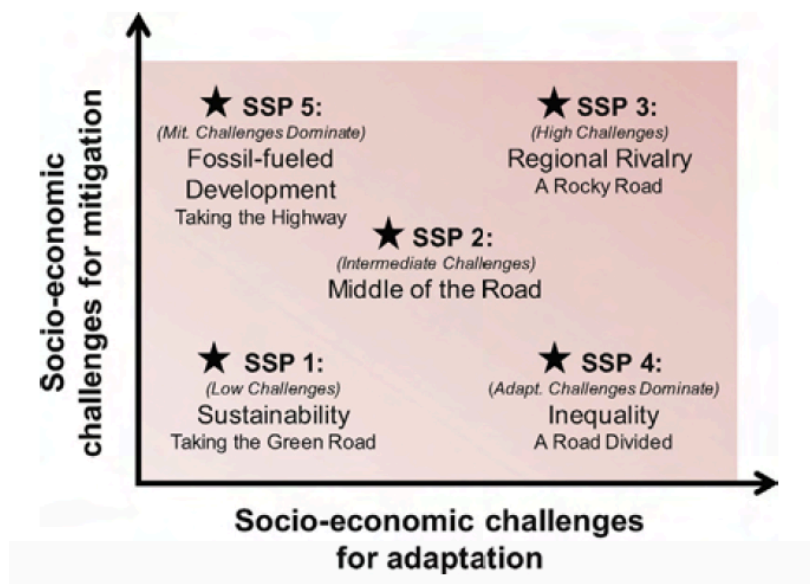 Socio-economic
challenges for mitigation
SSP 5:
(Mit. Challenges Dominate)
Fossil-fueled
Development
Taking the Highway
SSP 3:
(High Challenges)
Regional Rivalry
A Rocky Road
SSP 2:
(Intermediate Challenges)
Middle of the Road
SSP 1:
(Low Challenges)
Sustainability
Taking the Green Road
SSP 4:
(Adapt. Challenges Dominate)
Inequality
A Road Divided
Socio-economic challenges
for adaptation